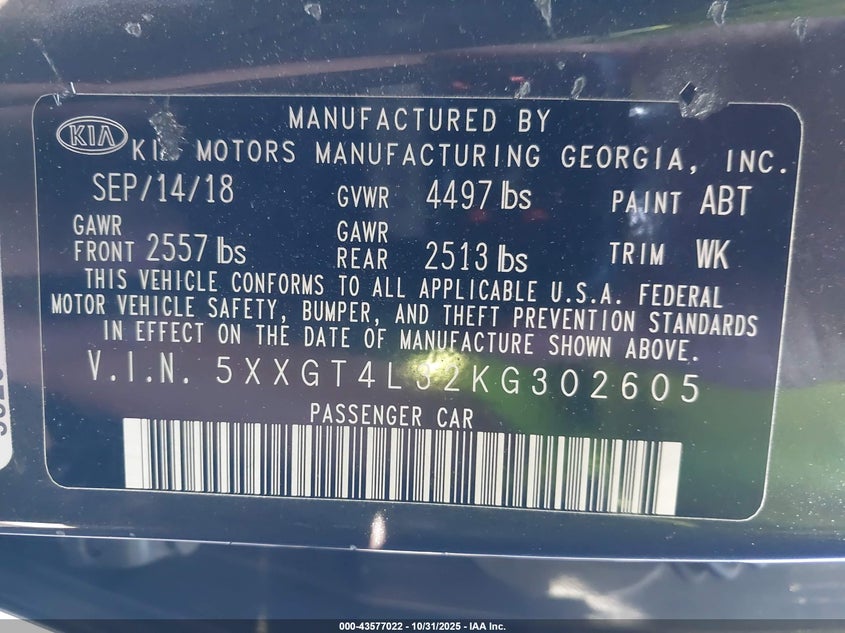 MANUFACTURED BY
KIA
KIA MOTORS MANUFACTURING GEORGIA, INC.
SEP/14/18 GVWR 4497 lbs PAINT ABT
GAWR FRONT 2557 lbs GAWR REAR 2513 lbs TRIM WK
THIS VEHICLE CONFORMS TO ALL APPLICABLE U.S.A. FEDERAL
MOTOR VEHICLE SAFETY, BUMPER, AND THEFT PREVENTION STANDARDS
IN EFFECT ON THE DATE OF MANUFACTURE SHOWN ABOVE.
V.I.N. 5XXGT4L32KG302605
PASSENGER CAR
000-43577022 - 10/31/2025 - IAA Inc.